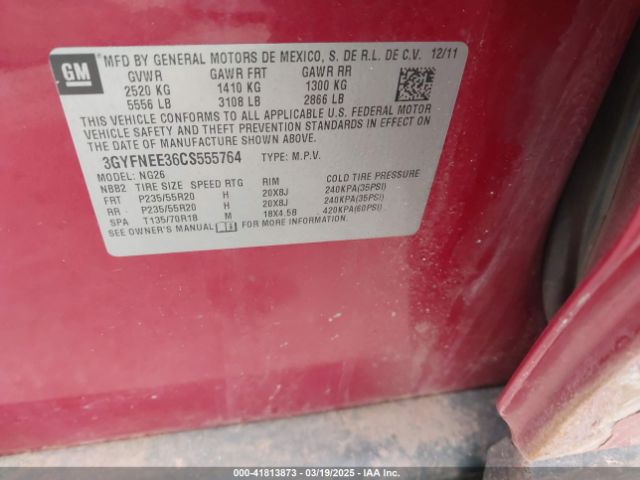 GM
MFD BY GENERAL MOTORS DE MEXICO, S. DE R.L. DE C.V. 12/11
GVWR GAWR FRT GAWR RR
2520 KG 1410 KG 1300 KG
5556 LB 3108 LB 2866 LB
THIS VEHICLE CONFORMS TO ALL APPLICABLE U.S. FEDERAL MOTOR
VEHICLE SAFETY AND THEFT PREVENTION STANDARDS IN EFFECT ON THE
DATE OF MANUFACTURE SHOWN ABOVE.
3GYFNEE36CS555764 TYPE: M.P.V.
MODEL: NG26
NBB2 TIRE SIZE SPEED RTG RIM COLD TIRE PRESSURE
FRT P235/55R20 H 20X8J 240KPA(35PSI)
RR P235/55R20 H 20X8J 240KPA(35PSI)
SPA T135/70R18 M 18X4.5B 420KPA(60PSI)
SEE OWNER'S MANUAL FOR MORE INFORMATION.
000-41813873 - 03/19/2025 - IAA Inc.